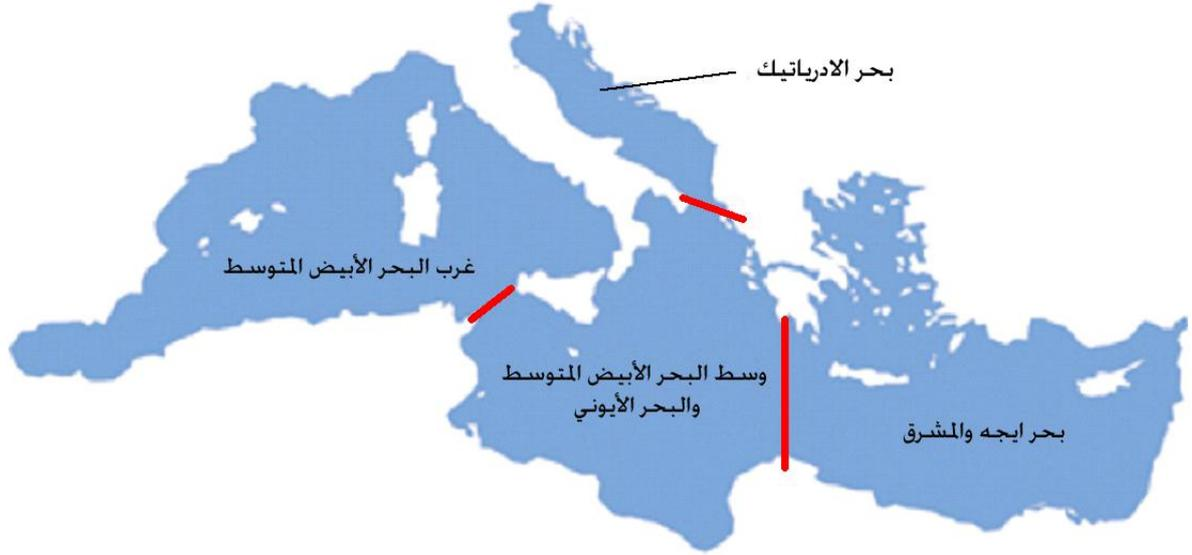 بحر الادرياتيك
غرب البحر الأبيض المتوسط
وسط البحر الأبيض المتوسط
والبحر الأيوني
بحر ايجه والمشرق